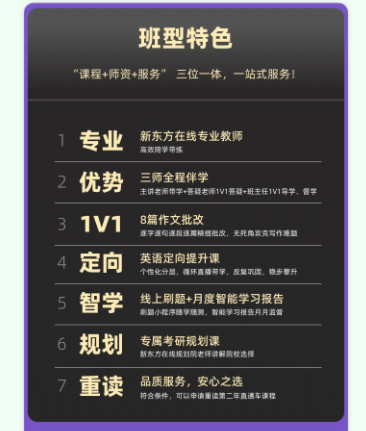 班型特色
“课程+师资+服务” 三位一体，一站式服务！
1 专业 新东方在线专业教师
高效陪学带练
2 优势 三师全程伴学
主讲老师带学+答疑老师1V1答疑+班主任1V1导学、督学
3 1V1 8篇作文批改
逐字逐句逐段逐篇精细批改，无死角攻克写作难题
4 定向 英语定向提升课
个性化分层，循环直播带学，反复巩固，稳步攀升
5 智学 线上刷题+月度智能学习报告
刷题小程序随学随测，智能学习报告月月监督
6 规划 专属考研规划课
新东方在线规划院老师讲解院校选择
7 重读 品质服务，安心之选
符合条件，可以申请重读第二年直通车课程